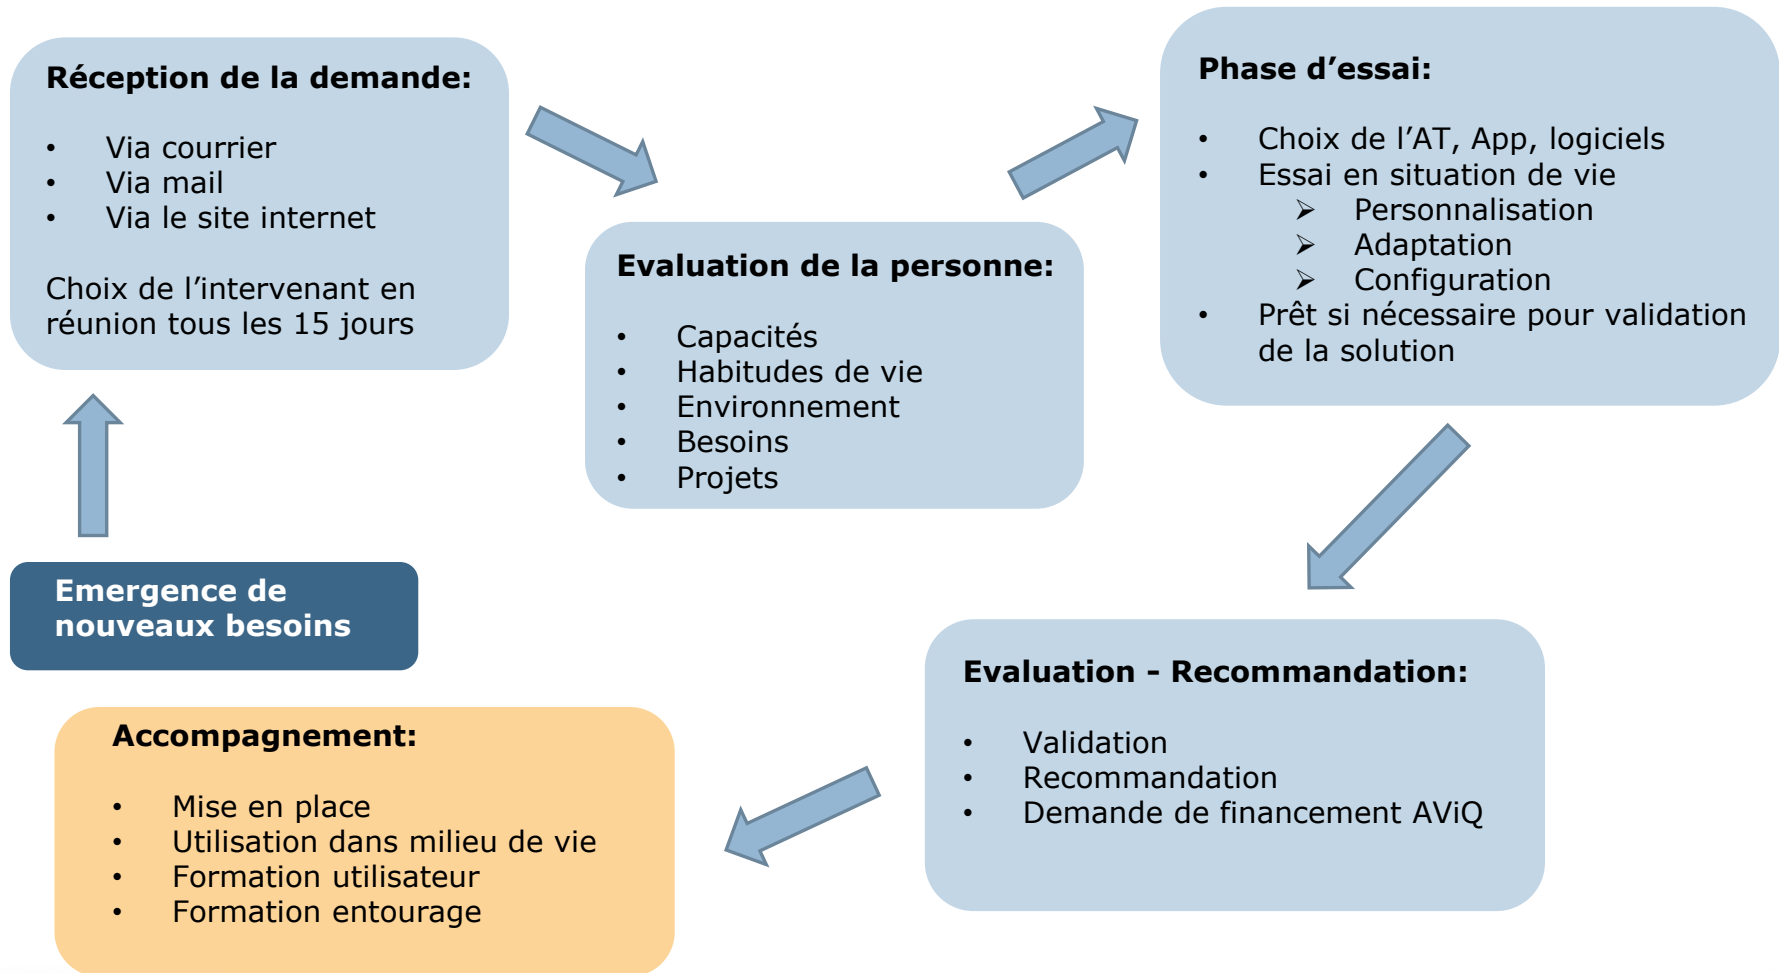 Réception de la demande:
• Via courrier
• Via mail
• Via le site internet
Choix de l’intervenant en
réunion tous les 15 jours
Evaluation de la personne:
• Capacités
• Habitudes de vie
• Environnement
• Besoins
• Projets
Phase d’essai:
• Choix de l’AT, App, logiciels
• Essai en situation de vie
➢ Personnalisation
➢ Adaptation
➢ Configuration
• Prêt si nécessaire pour validation
de la solution
Evaluation - Recommandation:
• Validation
• Recommandation
• Demande de financement AViQ
Accompagnement:
• Mise en place
• Utilisation dans milieu de vie
• Formation utilisateur
• Formation entourage
Emergence de
nouveaux besoins